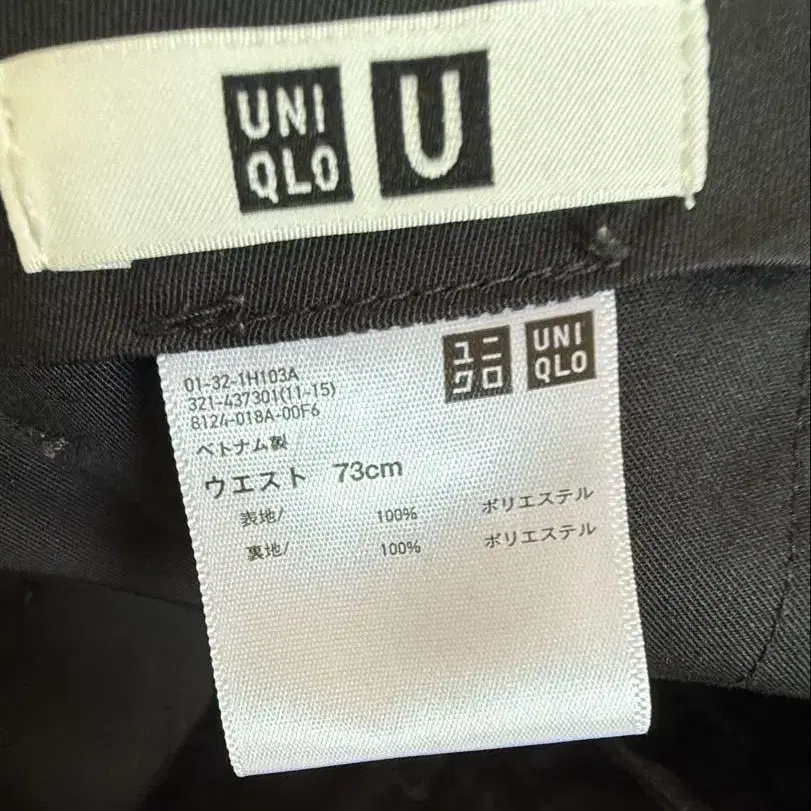 UNI
QLO
U
ユニ
クロ
UNI
QLO
01-32-1H103A
321-437301(11-15)
8124-018A-00F6
ベトナム製
ウエスト 73cm
表地/ 100% ポリエステル
裏地/ 100% ポリエステル